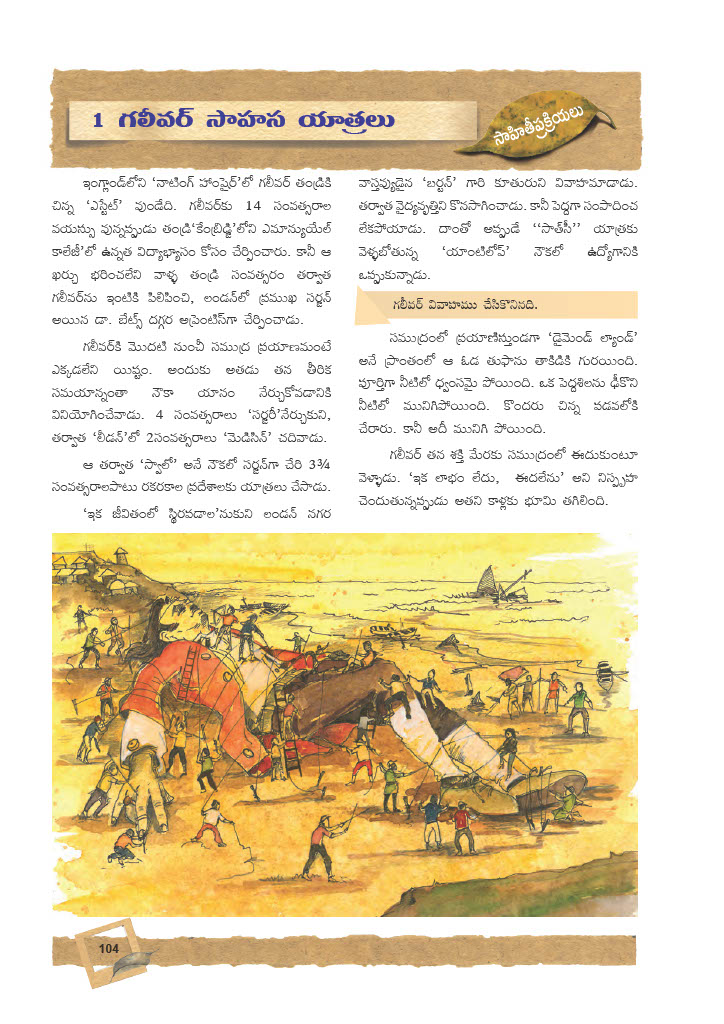 1 గలీవర్ సాహస యాత్రలు
సాహితీప్రక్రియలు
ఇంగ్లాండ్‌లోని ‘నాటింగ్ హాంషైర్’లో గలీవర్ తండ్రికి
చిన్న ‘ఎస్టేట్’ వుండేది. గలీవర్‌కు 14 సంవత్సరాల
వయస్సు వున్నప్పుడు తండ్రి‘కేంబ్రిడ్జి’లోని ఎమాన్యుయేల్
కాలేజీ’లో ఉన్నత విద్యాభ్యాసం కోసం చేర్పించారు. కానీ ఆ
ఖర్చు భరించలేని వాళ్ళ తండ్రి సంవత్సరం తర్వాత
గలీవర్‌ను ఇంటికి పిలిపించి, లండన్‌లో ప్రముఖ సర్జన్
అయిన డా. బేట్స్ దగ్గర అప్రెంటిస్‌గా చేర్పించాడు.
గలీవర్‌కి మొదటి నుంచీ సముద్ర ప్రయాణమంటే
ఎక్కడలేని యిష్టం. అందుకు అతడు తన తీరిక
సమయాన్నంతా నౌకా యానం నేర్చుకోవడానికి
వినియోగించేవాడు. 4 సంవత్సరాలు ‘సర్జరీ’నేర్చుకుని,
తర్వాత ‘లీడన్’లో 2సంవత్సరాలు ‘మెడిసిన్’ చదివాడు.
ఆ తర్వాత ‘స్వాలో’ అనే నౌకలో సర్జన్‌గా చేరి 3¾
సంవత్సరాలపాటు రకరకాల ప్రదేశాలకు యాత్రలు చేసాడు.
‘ఇక జీవితంలో స్థిరవడాల’నుకుని లండన్ నగర
వాస్తవ్యుడైన ‘బర్టన్’ గారి కూతురుని వివాహమాడాడు.
తర్వాత వైద్యవృత్తిని కొనసాగించాడు. కానీ పెద్దగా సంపాదించ
లేకపోయాడు. దాంతో అప్పుడే ‘‘సాత్‌సీ’’ యాత్రకు
వెళ్ళబోతున్న ‘యాంటిలోప్’ నౌకలో ఉద్యోగానికి
ఒప్పుకున్నాడు.
గలీవర్ వివాహము చేసికొనినది.
సముద్రంలో ప్రయాణిస్తుండగా ‘డైమెండ్ ల్యాండ్’
అనే ప్రాంతంలో ఆ ఓడ తుఫాను తాకిడికి గురయింది.
పూర్తిగా నీటిలో ధ్వంసమై పోయింది. ఒక పెద్దశిలను ఢీకొని
నీటిలో మునిగిపోయింది. కొందరు చిన్న వడవలోకి
చేరారు. కానీ అదీ మునిగి పోయింది.
గలీవర్ తన శక్తి మేరకు సముద్రంలో ఈదుకుంటూ
వెళ్ళాడు. ‘ఇక లాభం లేదు, ఈదలేను’ అని నిస్పృహ
చెందుతున్నప్పుడు అతని కాళ్లకు భూమి తగిలింది.
104